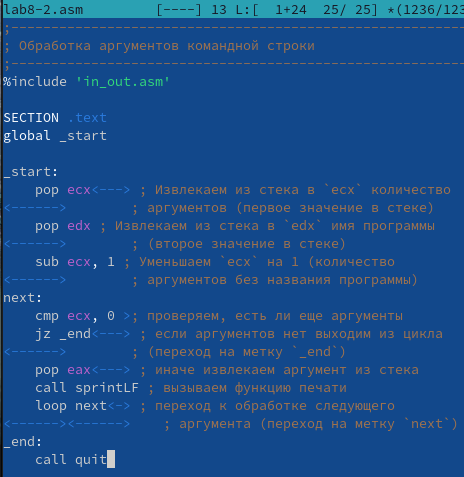 lab8-2.asm [----] 13 L:[ 1+24 25/ 25] *(1236/123
;---------------------------------------------------------
; Обработка аргументов командной строки
;---------------------------------------------------------
%include 'in_out.asm'
SECTION .text
global _start
_start:
pop ecx<---> ; Извлекаем из стека в `ecx` количество
<------> ; аргументов (первое значение в стеке)
pop edx ; Извлекаем из стека в `edx` имя программы
<------> ; (второе значение в стеке)
sub ecx, 1 ; Уменьшаем `ecx` на 1 (количество
<------> ; аргументов без названия программы)
next:
cmp ecx, 0 >; проверяем, есть ли еще аргументы
jz _end<---> ; если аргументов нет выходим из цикла
<------> ; (переход на метку `_end`)
pop eax<---> ; иначе извлекаем аргумент из стека
call sprintLF ; вызываем функцию печати
loop next<-> ; переход к обработке следующего
<------><------> ; аргумента (переход на метку `next`)
_end:
call quit